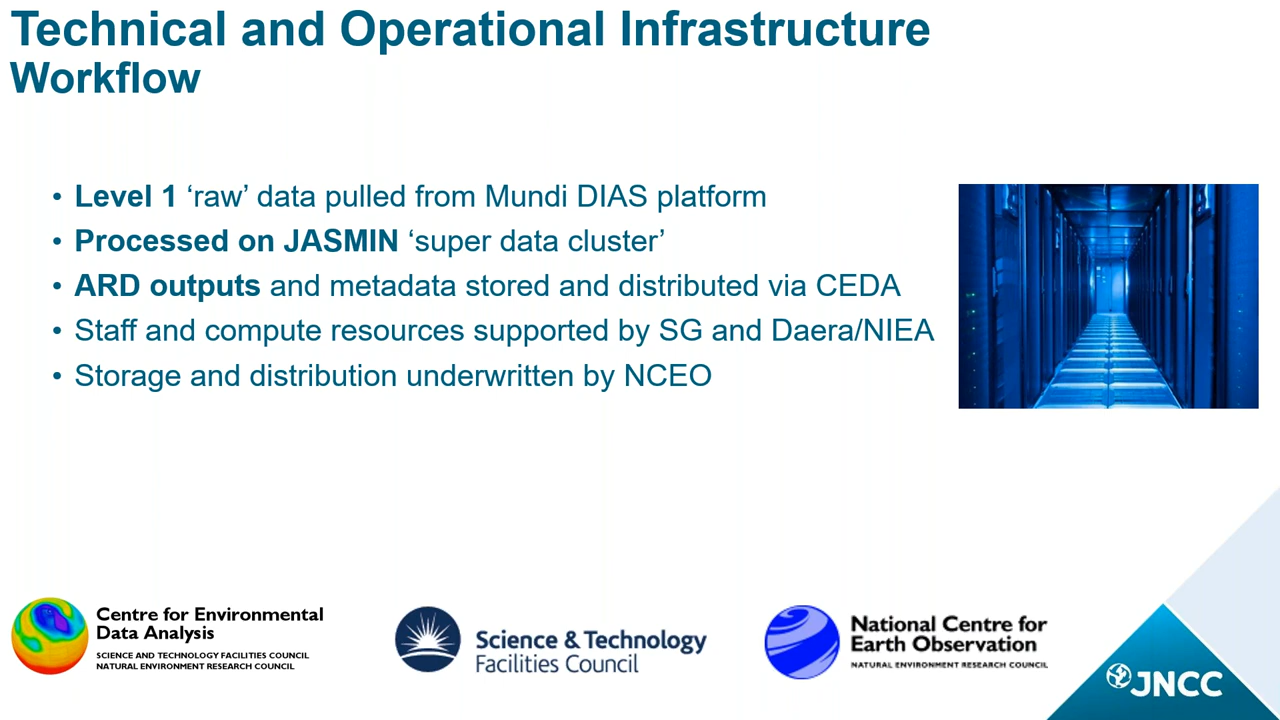 Technical and Operational Infrastructure
Workflow
• Level 1 ‘raw’ data pulled from Mundi DIAS platform
• Processed on JASMIN ‘super data cluster’
• ARD outputs and metadata stored and distributed via CEDA
• Staff and compute resources supported by SG and Daera/NIEA
• Storage and distribution underwritten by NCEO
Centre for Environmental
Data Analysis
SCIENCE AND TECHNOLOGY FACILITIES COUNCIL
NATURAL ENVIRONMENT RESEARCH COUNCIL
Science & Technology
Facilities Council
National Centre for
Earth Observation
NATURAL ENVIRONMENT RESEARCH COUNCIL
JNCC